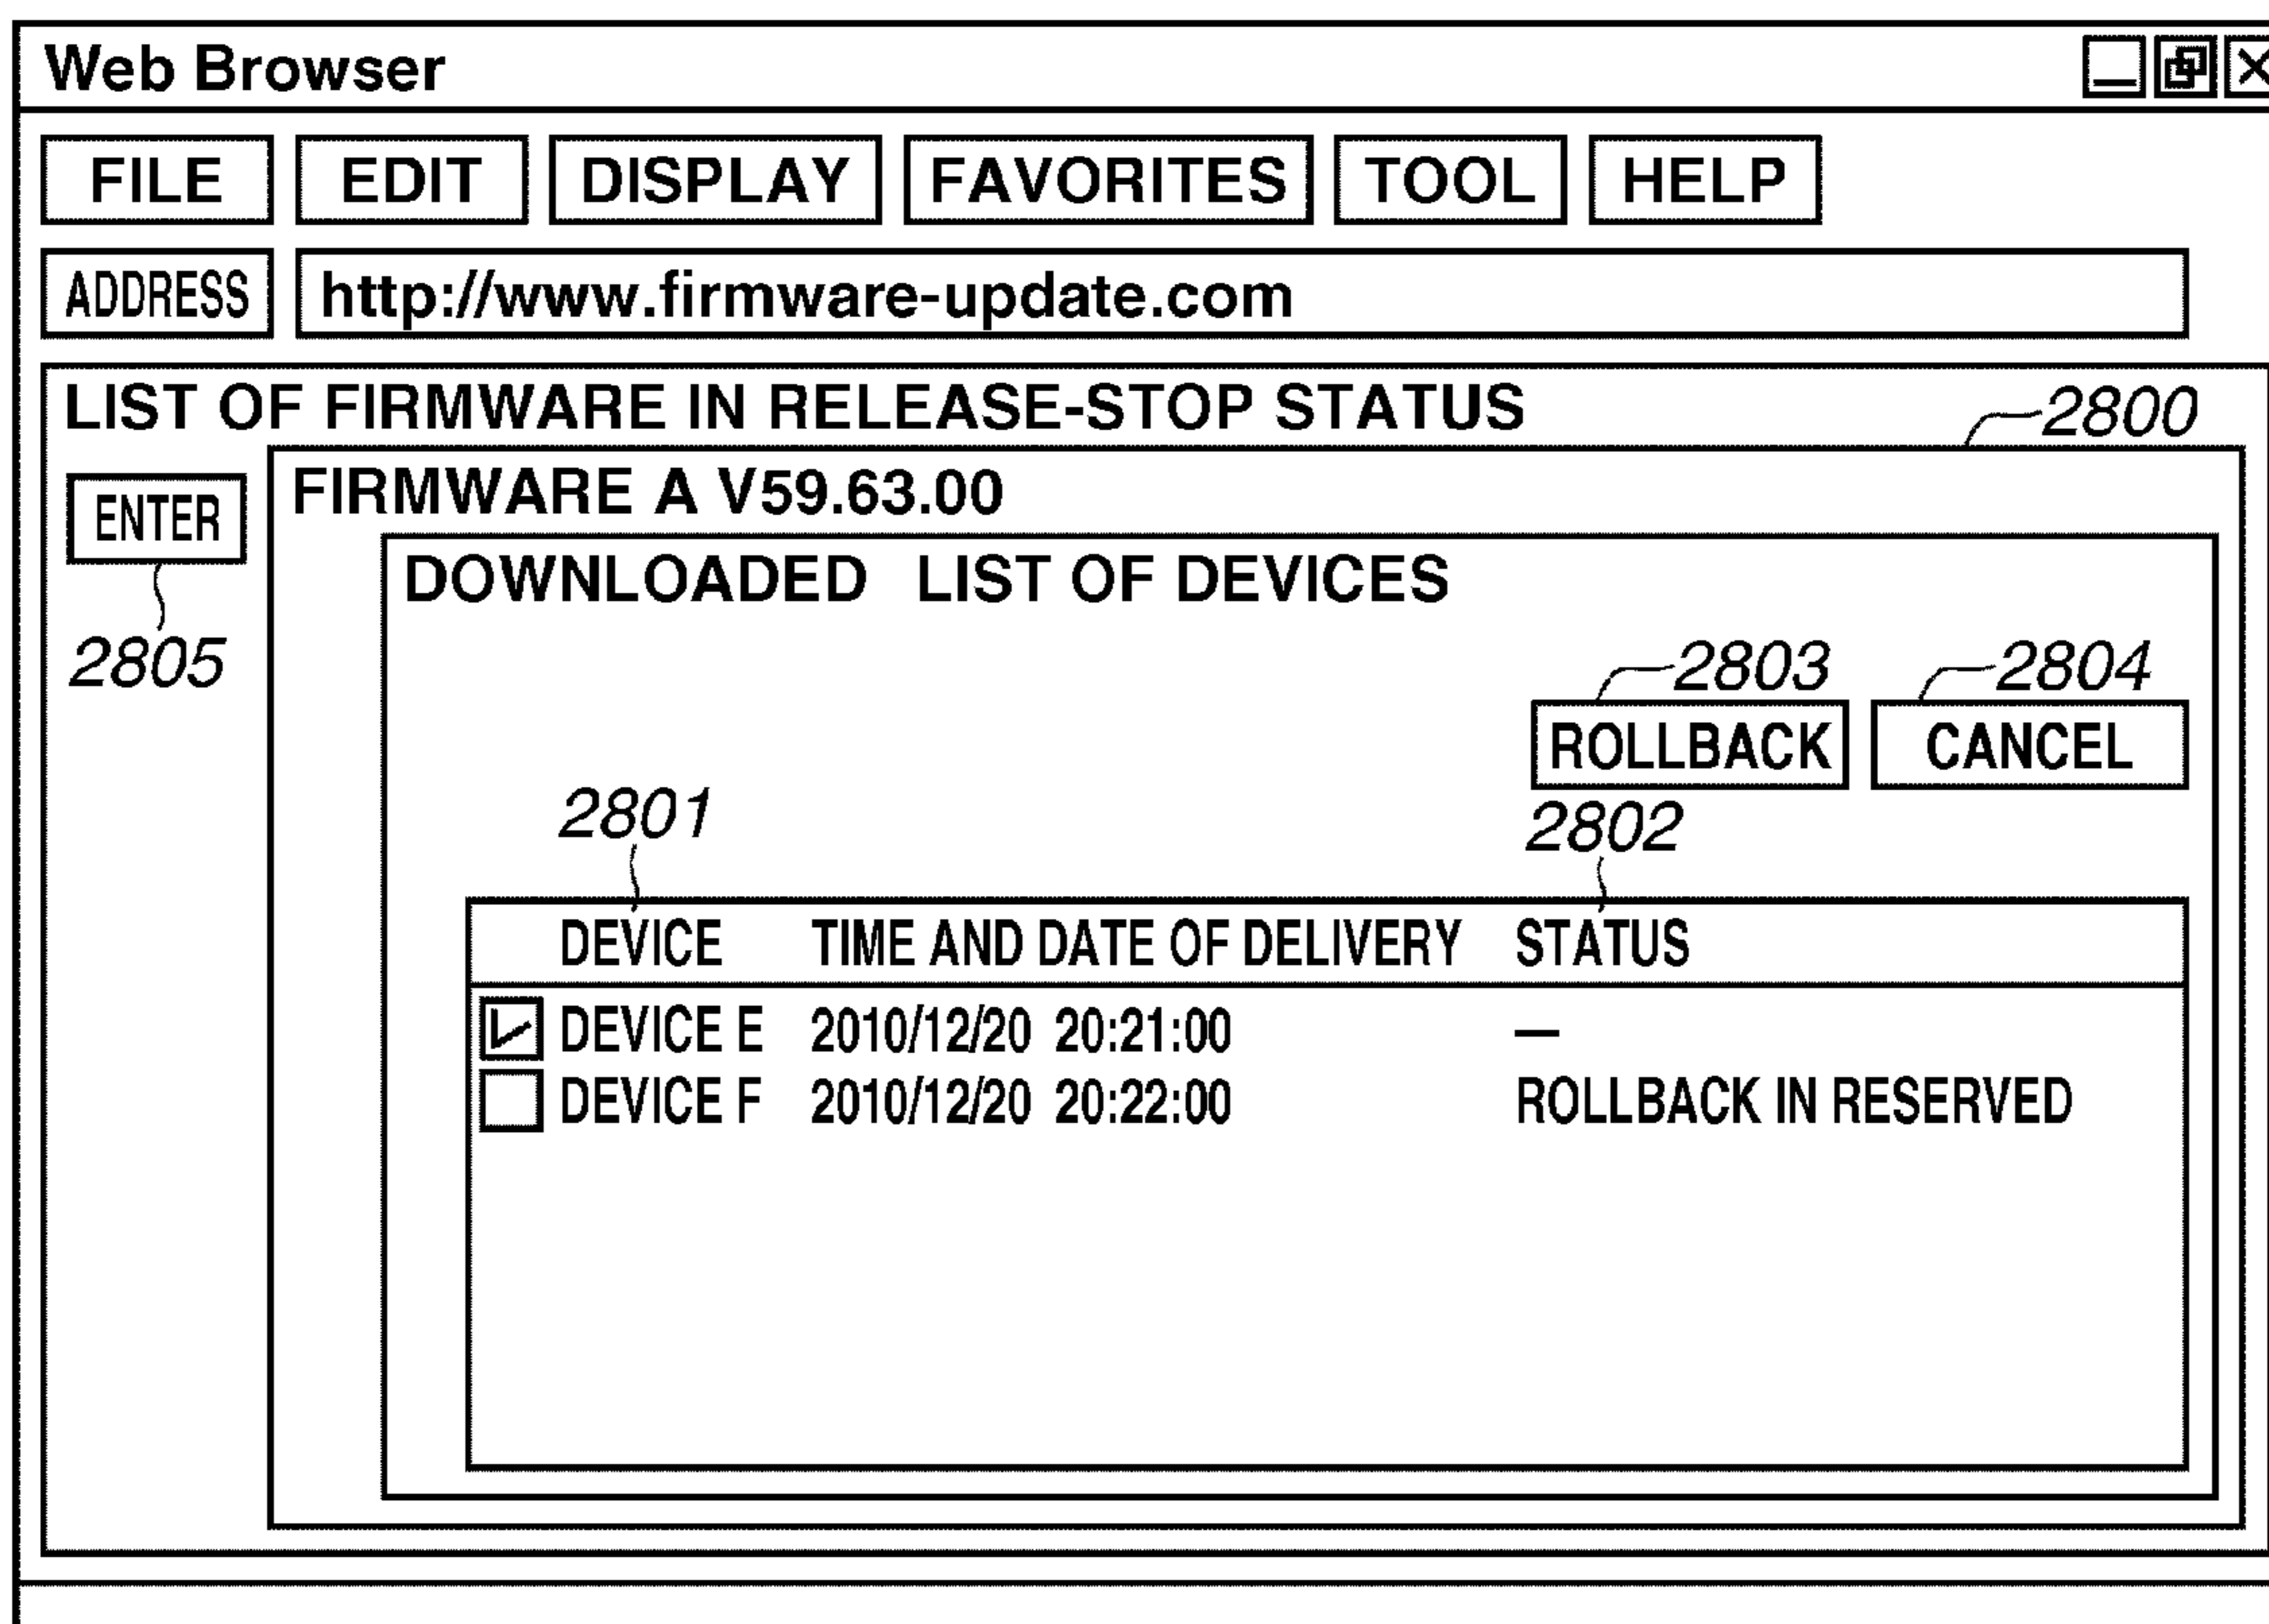 Web Browser
FILE EDIT DISPLAY FAVORITES TOOL HELP
ADDRESS http://www.firmware-update.com
LIST OF FIRMWARE IN RELEASE-STOP STATUS 2800
ENTER FIRMWARE A V59.63.00
DOWNLOADED LIST OF DEVICES
2805 2803 2804
ROLLBACK CANCEL
2801 2802
DEVICE TIME AND DATE OF DELIVERY STATUS
DEVICE E 2010/12/20 20:21:00 —
DEVICE F 2010/12/20 20:22:00 ROLLBACK IN RESERVED